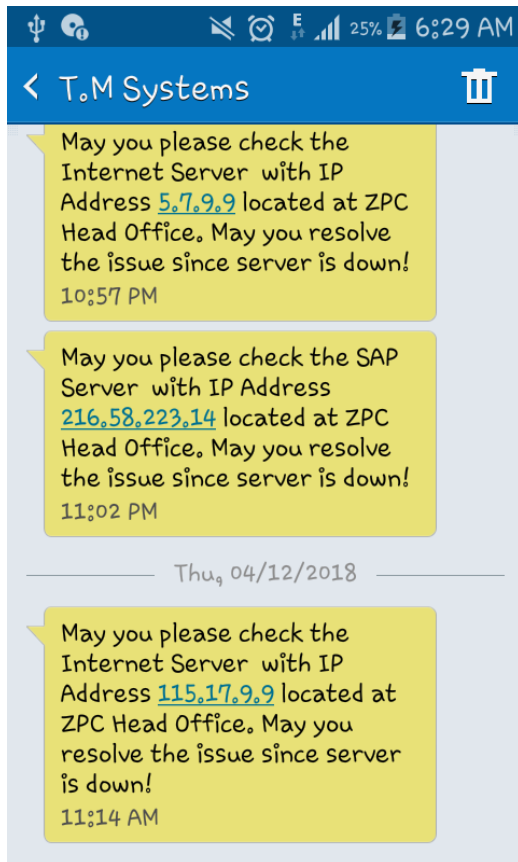 25% 6:29 AM
T.M Systems
May you please check the
Internet Server with IP
Address 5.7.9.9 located at ZPC
Head Office. May you resolve
the issue since server is down!
10:57 PM
May you please check the SAP
Server with IP Address
216.58.223.14 located at ZPC
Head Office. May you resolve
the issue since server is down!
11:02 PM
Thu, 04/12/2018
May you please check the
Internet Server with IP
Address 115.17.9.9 located at
ZPC Head Office. May you
resolve the issue since server
is down!
11:14 AM